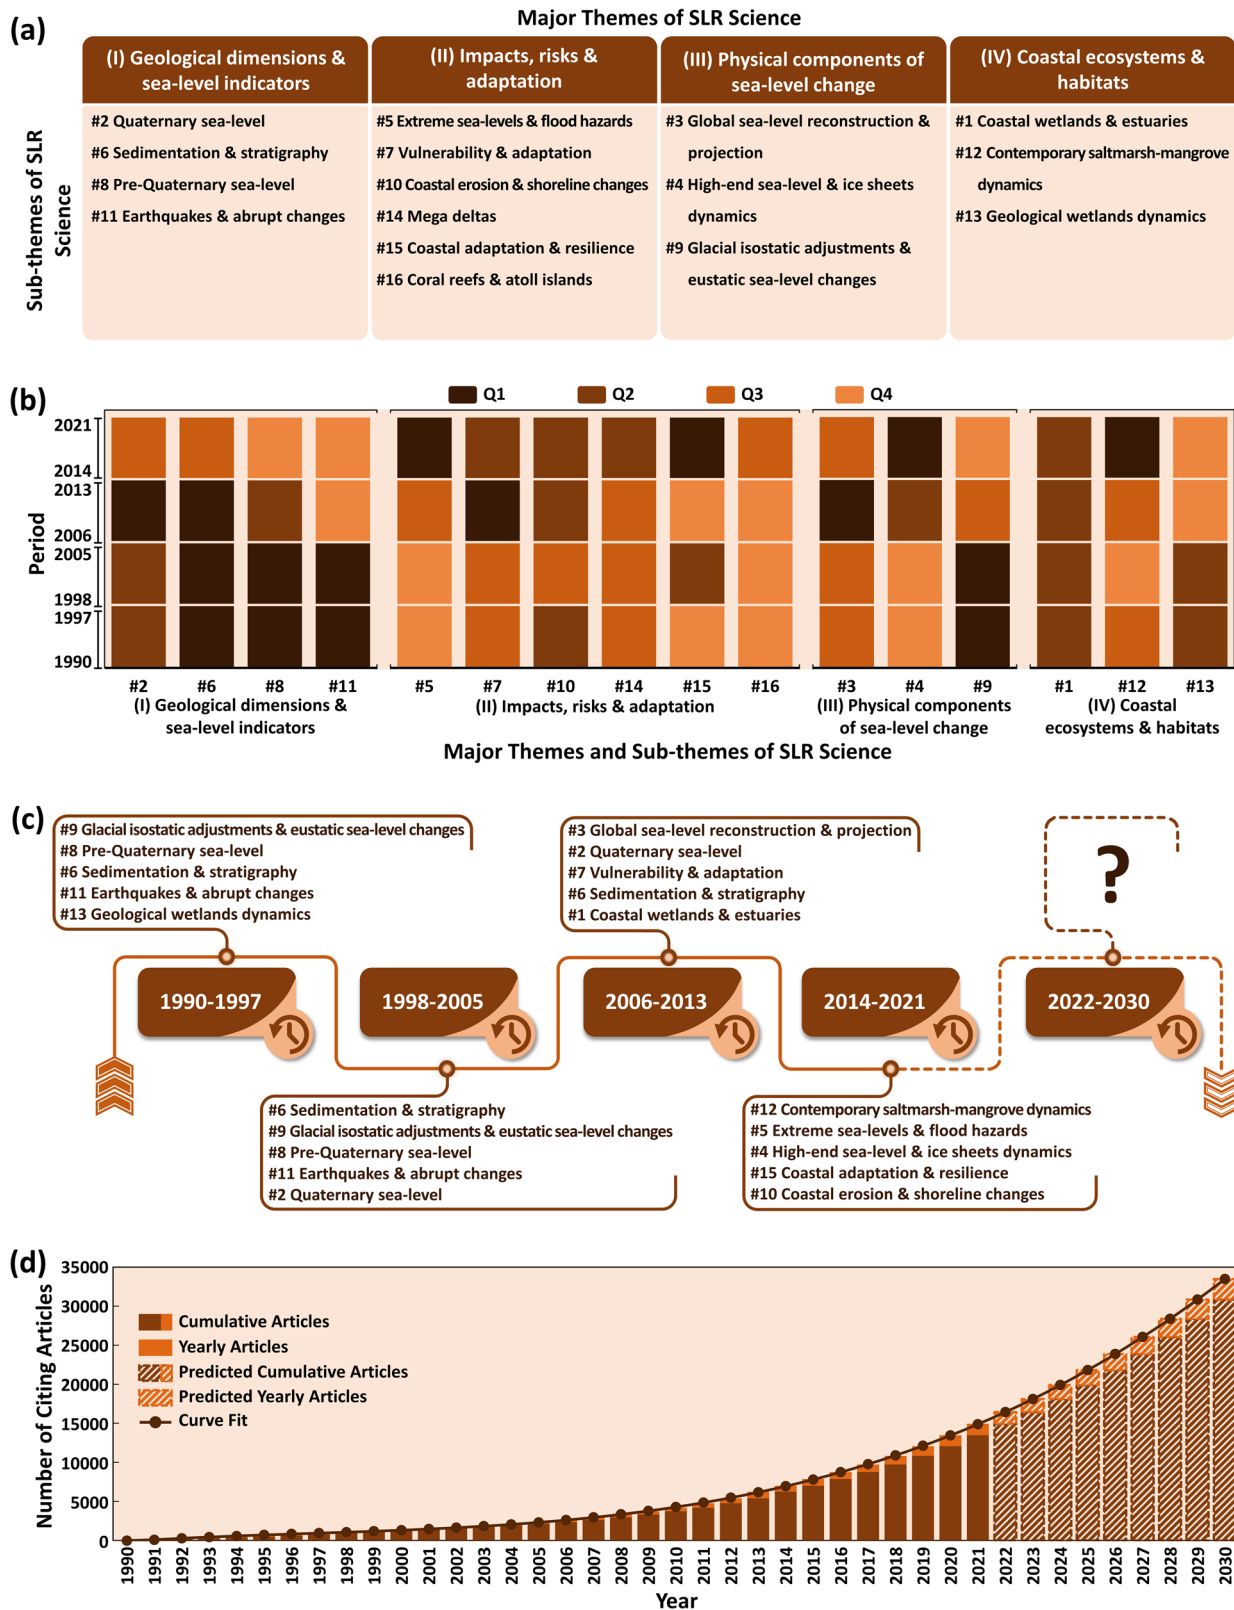 (a)
Major Themes of SLR Science
Sub-themes of SLR
Science
(I) Geological dimensions &
sea-level indicators
#2 Quaternary sea-level
#6 Sedimentation & stratigraphy
#8 Pre-Quaternary sea-level
#11 Earthquakes & abrupt changes
(II) Impacts, risks &
adaptation
#5 Extreme sea-levels & flood hazards
#7 Vulnerability & adaptation
#10 Coastal erosion & shoreline changes
#14 Mega deltas
#15 Coastal adaptation & resilience
#16 Coral reefs & atoll islands
(III) Physical components of
sea-level change
#3 Global sea-level reconstruction &
projection
#4 High-end sea-level & ice sheets
dynamics
#9 Glacial isostatic adjustments &
eustatic sea-level changes
(IV) Coastal ecosystems &
habitats
#1 Coastal wetlands & estuaries
#12 Contemporary saltmarsh-mangrove
dynamics
#13 Geological wetlands dynamics
(b)
Q1 Q2 Q3 Q4
Period
2021
2014
2013
2006
2005
1998
1997
1990
#2 #6 #8 #11 #5 #7 #10 #14 #15 #16 #3 #4 #9 #1 #12 #13
(I) Geological dimensions &
sea-level indicators
(II) Impacts, risks & adaptation
(III) Physical components
of sea-level change
(IV) Coastal
ecosystems & habitats
Major Themes and Sub-themes of SLR Science
(c)
#9 Glacial isostatic adjustments & eustatic sea-level changes
#8 Pre-Quaternary sea-level
#6 Sedimentation & stratigraphy
#11 Earthquakes & abrupt changes
#13 Geological wetlands dynamics
#3 Global sea-level reconstruction & projection
#2 Quaternary sea-level
#7 Vulnerability & adaptation
#6 Sedimentation & stratigraphy
#1 Coastal wetlands & estuaries
?
1990-1997
1998-2005
2006-2013
2014-2021
2022-2030
#6 Sedimentation & stratigraphy
#9 Glacial isostatic adjustments & eustatic sea-level changes
#8 Pre-Quaternary sea-level
#11 Earthquakes & abrupt changes
#2 Quaternary sea-level
#12 Contemporary saltmarsh-mangrove dynamics
#5 Extreme sea-levels & flood hazards
#4 High-end sea-level & ice sheets dynamics
#15 Coastal adaptation & resilience
#10 Coastal erosion & shoreline changes
(d)
Number of Citing Articles
35000
30000
25000
20000
15000
10000
5000
0
Cumulative Articles
Yearly Articles
Predicted Cumulative Articles
Predicted Yearly Articles
Curve Fit
1990 1991 1992 1993 1994 1995 1996 1997 1998 1999 2000 2001 2002 2003 2004 2005 2006 2007 2008 2009 2010 2011 2012 2013 2014 2015 2016 2017 2018 2019 2020 2021 2022 2023 2024 2025 2026 2027 2028 2029 2030
Year